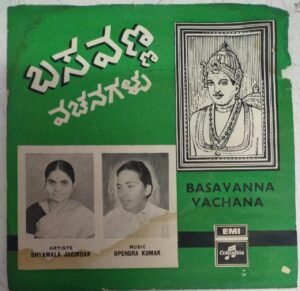 ಬಸವಣ್ಣ
ವಚನಗಳು
BASAVANNA
VACHANA
ARTISTE
SHYAMALA JAGIRDAR
MUSIC
UPENDRA KUMAR
EMI
Columbia